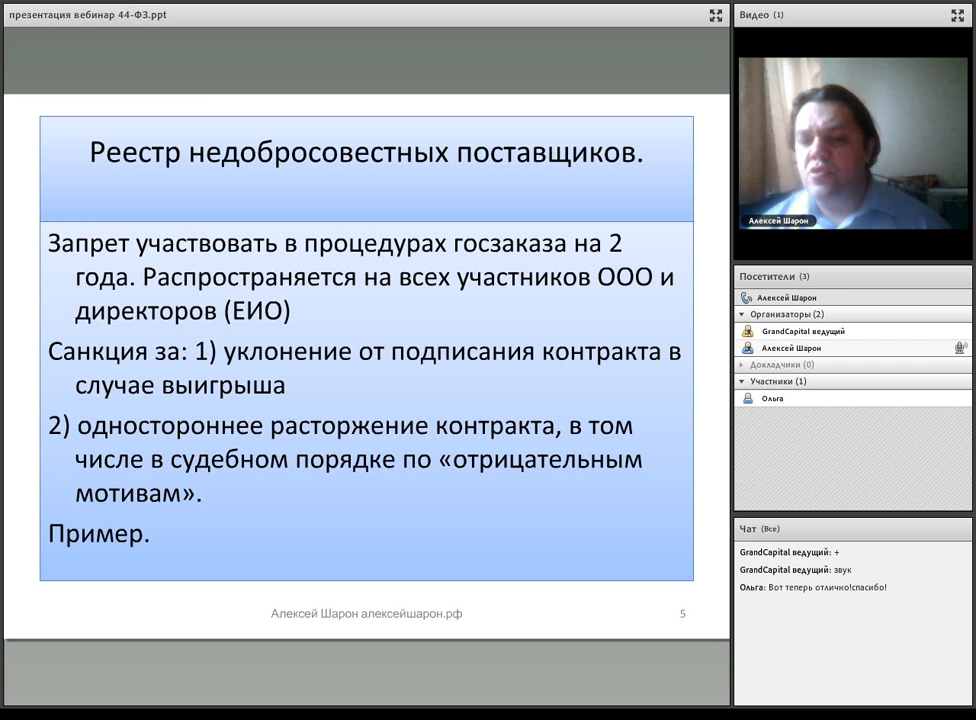 презентация вебинар 44-ФЗ.ppt
Реестр недобросовестных поставщиков.
Запрет участвовать в процедурах госзаказа на 2
года. Распространяется на всех участников ООО и
директоров (ЕИО)
Санкция за: 1) уклонение от подписания контракта в
случае выигрыша
2) одностороннее расторжение контракта, в том
числе в судебном порядке по «отрицательным
мотивам».
Пример.
Алексей Шарон алексейшарон.рф
5
Видео (1)
Алексей Шарон
Посетители (3)
Алексей Шарон
Организаторы (2)
GrandCapital ведущий
Алексей Шарон
Докладчики (0)
Участники (1)
Ольга
Чат (Все)
GrandCapital ведущий: +
GrandCapital ведущий: звук
Ольга: Вот теперь отлично!спасибо!